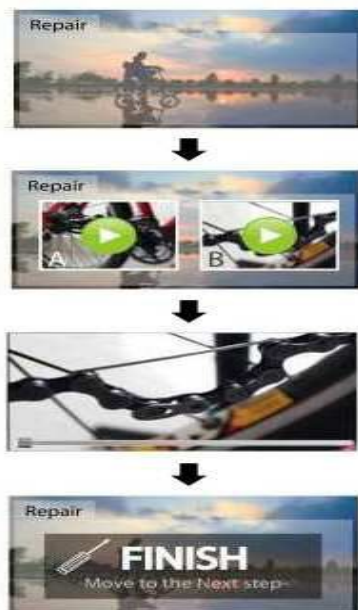 Repair
Repair
A
B
Repair
FINISH
Move to the Next step~